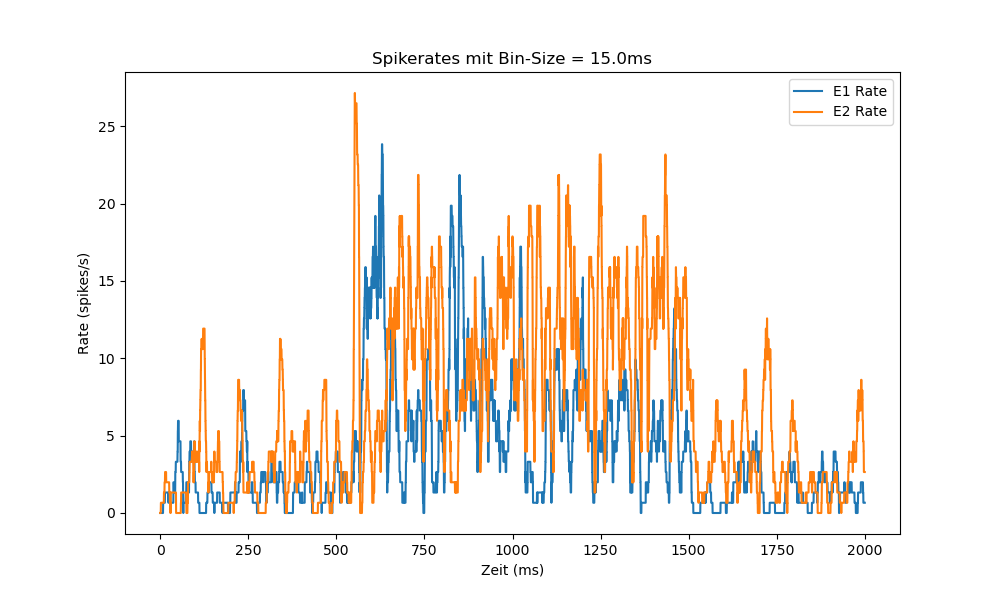 Spikerates mit Bin-Size = 15.0ms
E1 Rate
E2 Rate
Rate (spikes/s)
25
20
15
10
5
0
0 250 500 750 1000 1250 1500 1750 2000
Zeit (ms)